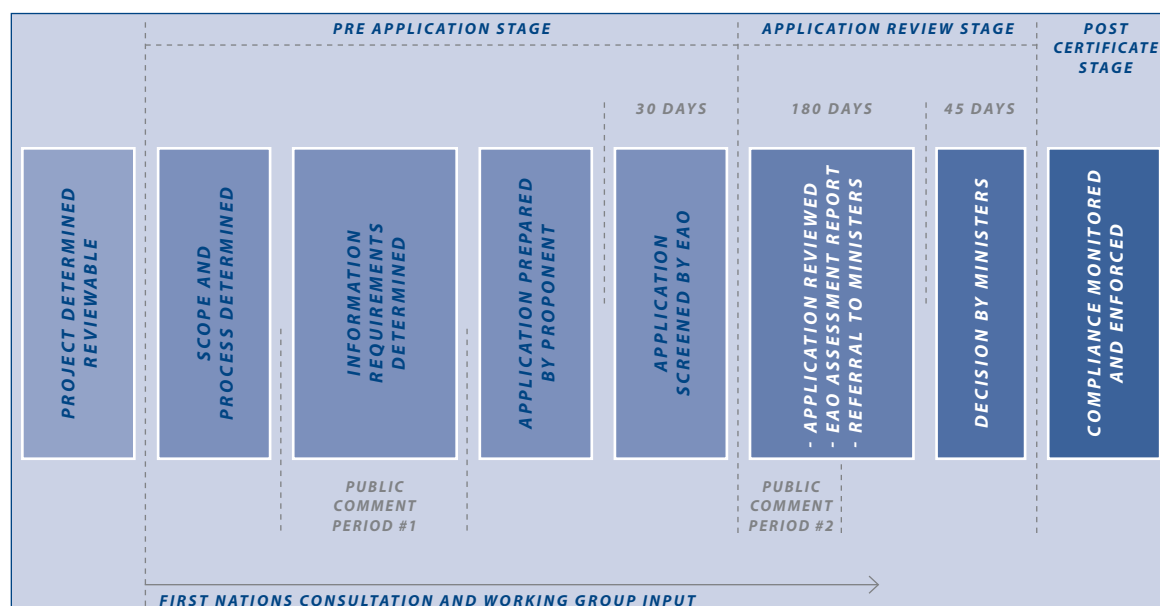 PRE APPLICATION STAGE
APPLICATION REVIEW STAGE
POST
CERTIFICATE
STAGE
30 DAYS
180 DAYS
45 DAYS
PROJECT DETERMINED
REVIEWABLE
SCOPE AND
PROCESS DETERMINED
INFORMATION
REQUIREMENTS
DETERMINED
APPLICATION PREPARED
BY PROPONENT
APPLICATION
SCREENED BY EAO
- APPLICATION REVIEWED
- EAO ASSESSMENT REPORT
- REFERRAL TO MINISTERS
DECISION BY MINISTERS
COMPLIANCE MONITORED
AND ENFORCED
PUBLIC
COMMENT
PERIOD #1
PUBLIC
COMMENT
PERIOD #2
FIRST NATIONS CONSULTATION AND WORKING GROUP INPUT